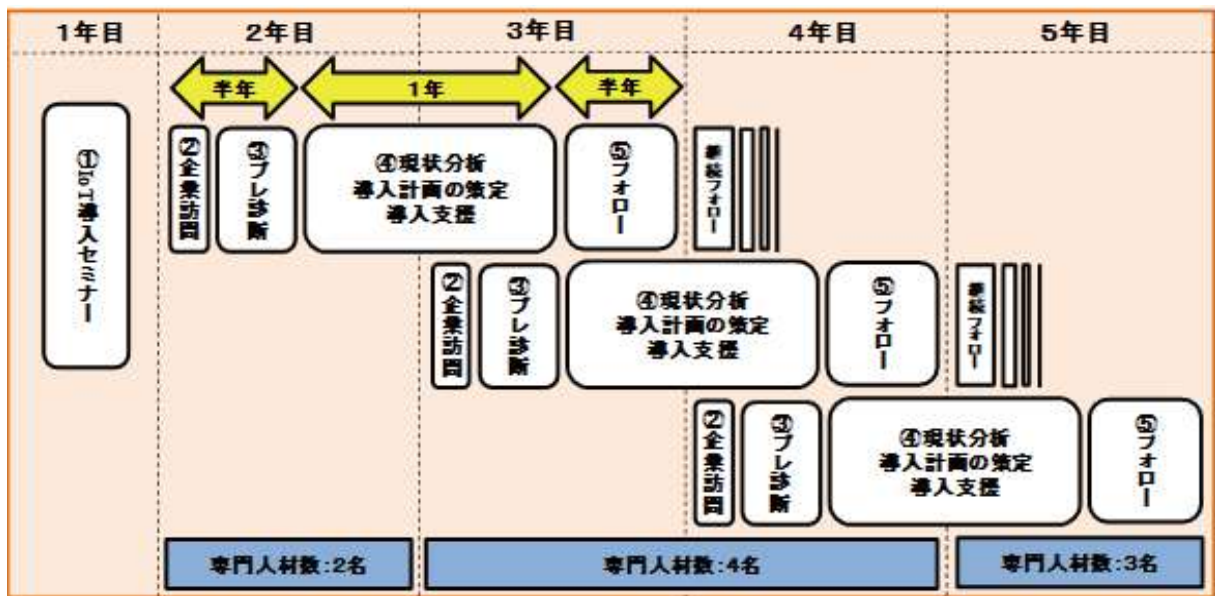 1年目
2年目
3年目
4年目
5年目
半年
1年
半年
①IoT導入セミナー
②企業訪問
③プレ診断
④現状分析
導入計画の策定
導入支援
⑤フォロー
継続フォロー
②企業訪問
③プレ診断
④現状分析
導入計画の策定
導入支援
⑤フォロー
継続フォロー
②企業訪問
③プレ診断
④現状分析
導入計画の策定
導入支援
⑤フォロー
専門人材数:2名
専門人材数:4名
専門人材数:3名